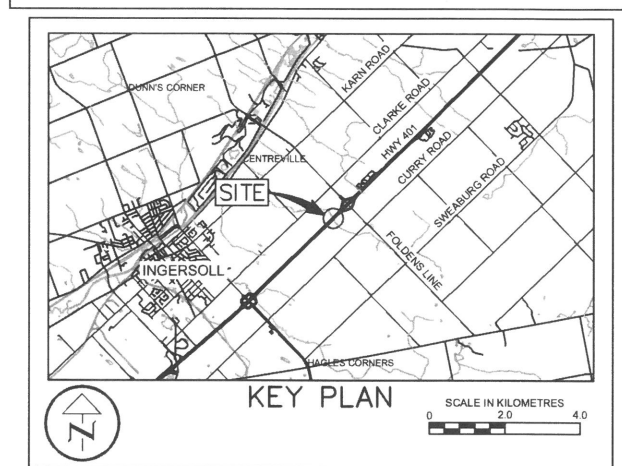 DUNN'S CORNER
KARN ROAD
CLARKE ROAD
HWY 401
CENTREVILLE
CURRY ROAD
SITE
SWEABURG ROAD
FOLDENS LINE
INGERSOLL
HAGLES CORNERS
KEY PLAN
SCALE IN KILOMETRES
0 2.0 4.0
N